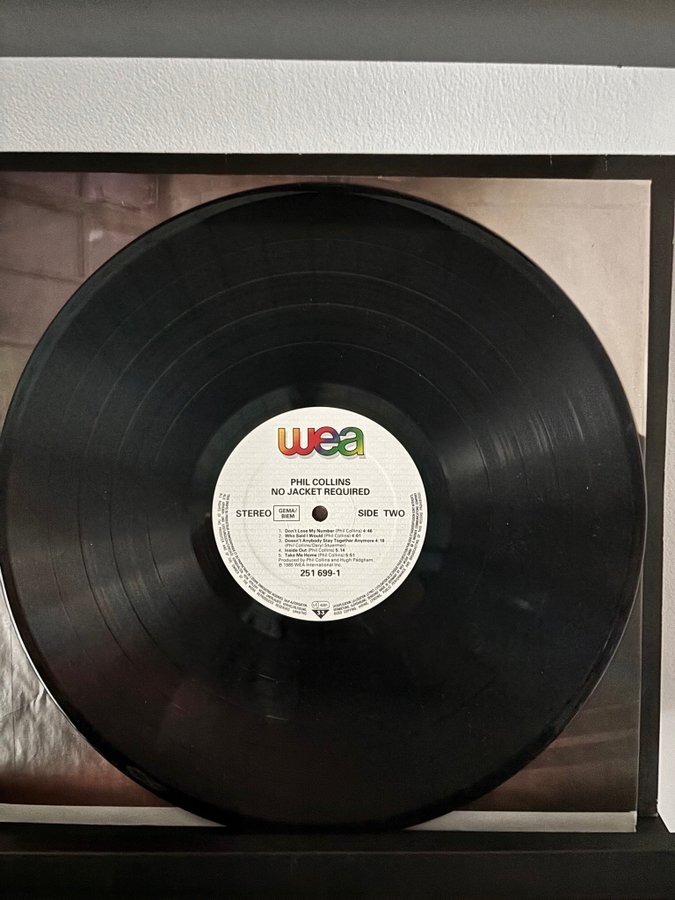 wea
PHIL COLLINS
NO JACKET REQUIRED
STEREO GEMA/BIEM SIDE TWO
1. Don't Lose My Number (Phil Collins) 4:46
2. Who Said I Would (Phil Collins) 4:01
3. Doesn't Anybody Stay Together Anymore 4:18
(Phil Collins/Daryl Stuermer)
4. Inside Out (Phil Collins) 5:14
5. Take Me Home (Phil Collins) 5:51
Produced by Phil Collins and Hugh Padgham.
℗ 1985 WEA International Inc.
251 699-1
33